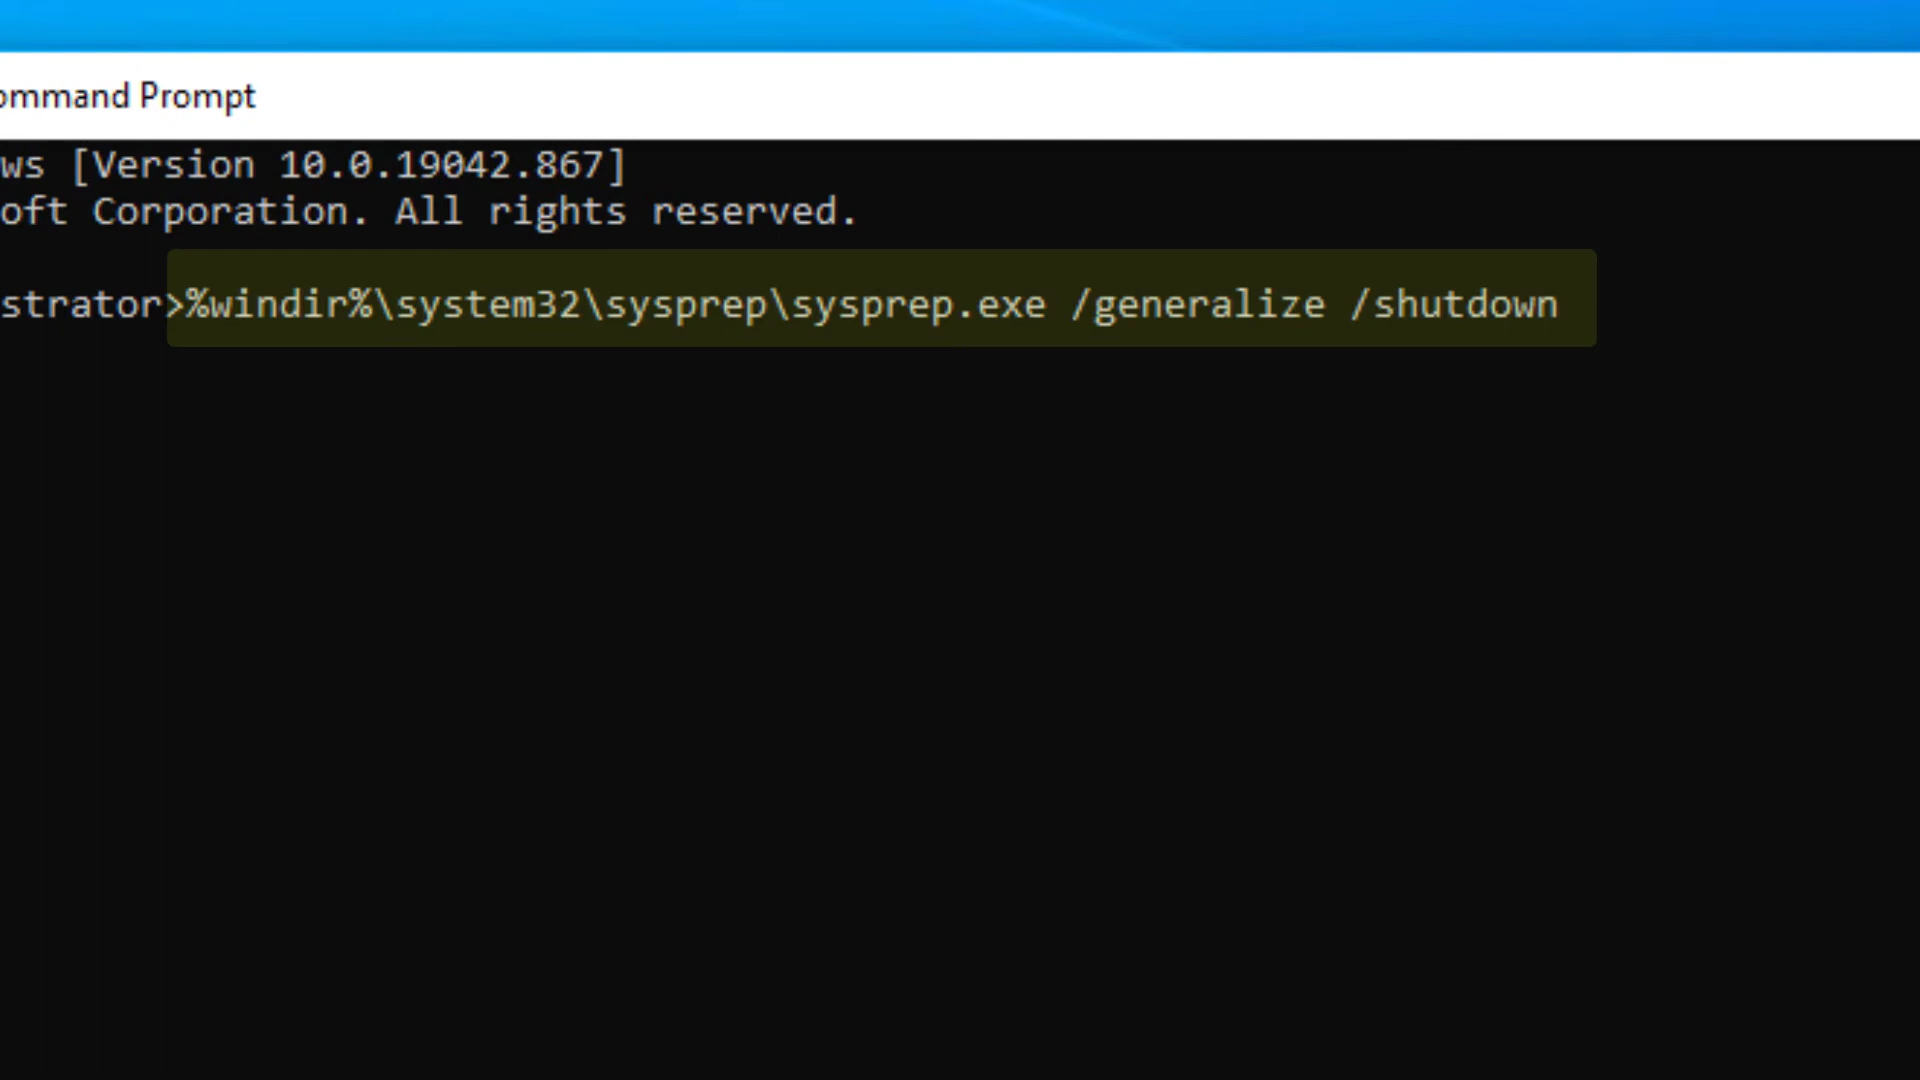 ommand Prompt
ws [Version 10.0.19042.867]
oft Corporation. All rights reserved.
strator>%windir%\system32\sysprep\sysprep.exe /generalize /shutdown